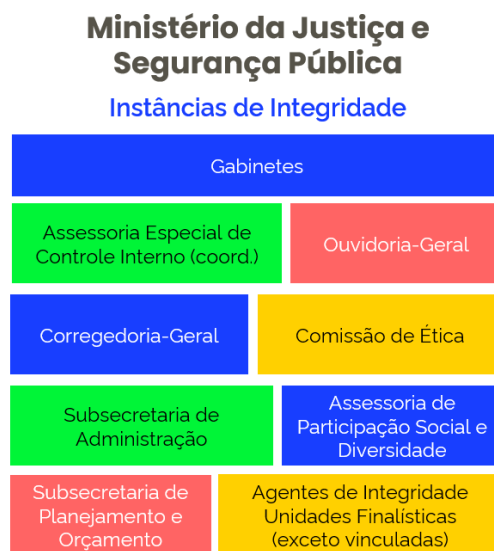 Ministério da Justiça e
Segurança Pública
Instâncias de Integridade
Gabinetes
Assessoria Especial de
Controle Interno (coord.)
Ouvidoria-Geral
Corregedoria-Geral
Comissão de Ética
Subsecretaria de
Administração
Assessoria de
Participação Social e
Diversidade
Subsecretaria de
Planejamento e
Orçamento
Agentes de Integridade
Unidades Finalísticas
(exceto vinculadas)